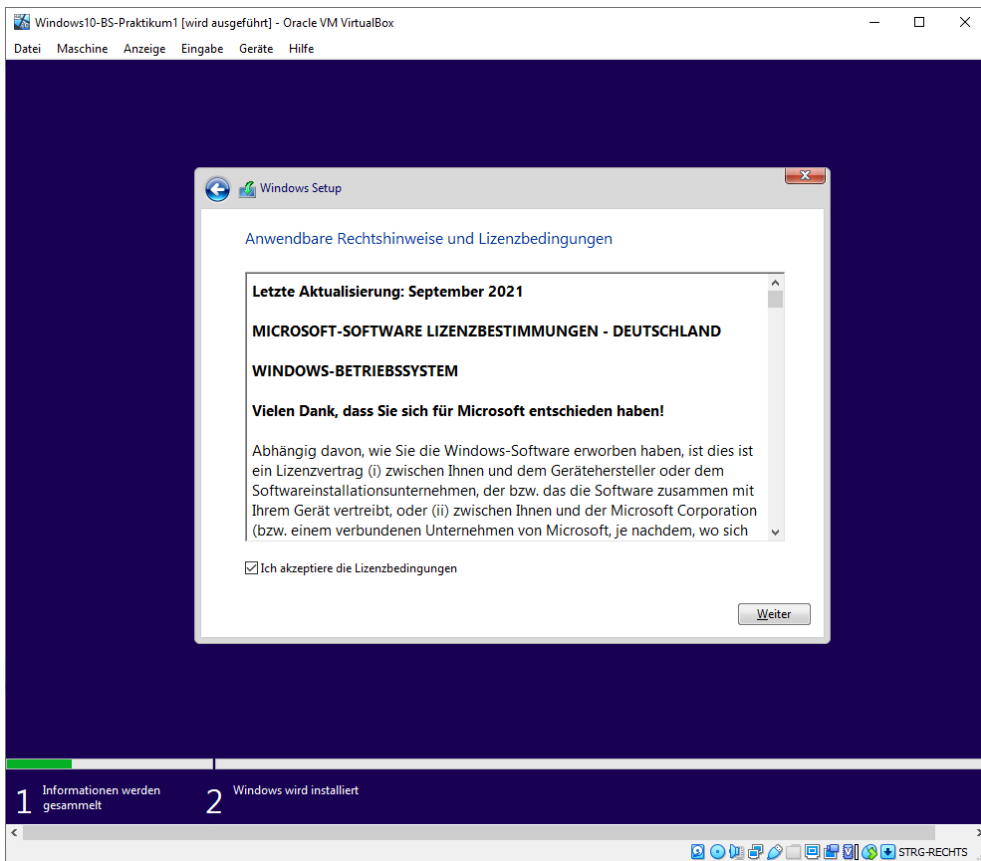 Windows10-BS-Praktikum1 [wird ausgeführt] - Oracle VM VirtualBox
Datei Maschine Anzeige Eingabe Geräte Hilfe
Windows Setup
Anwendbare Rechtshinweise und Lizenzbedingungen
Letzte Aktualisierung: September 2021
MICROSOFT-SOFTWARE LIZENZBESTIMMUNGEN - DEUTSCHLAND
WINDOWS-BETRIEBSSYSTEM
Vielen Dank, dass Sie sich für Microsoft entschieden haben!
Abhängig davon, wie Sie die Windows-Software erworben haben, ist dies ist
ein Lizenzvertrag (i) zwischen Ihnen und dem Gerätehersteller oder dem
Softwareinstallationsunternehmen, der bzw. das die Software zusammen mit
Ihrem Gerät vertreibt, oder (ii) zwischen Ihnen und der Microsoft Corporation
(bzw. einem verbundenen Unternehmen von Microsoft, je nachdem, wo sich
Ich akzeptiere die Lizenzbedingungen
Weiter
1 Informationen werden
gesammelt
2 Windows wird installiert
STRG-RECHTS